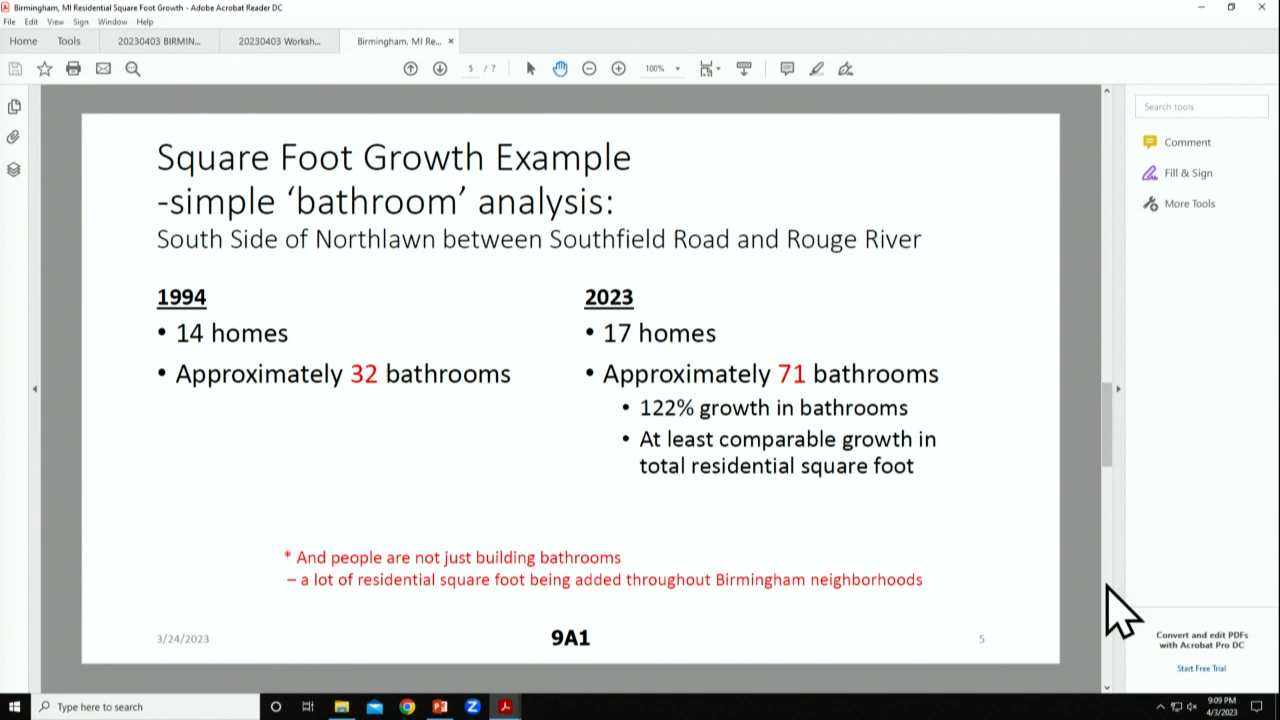 Birmingham, MI Residential Square Foot Growth - Adobe Acrobat Reader DC
File Edit View Sign Window Help
Home Tools 20230403 BIRMIN... 20230403 Worksh... Birmingham, MI Re... ×
5 / 7 100%
Search tools
Comment
Fill & Sign
More Tools
Square Foot Growth Example
-simple ‘bathroom’ analysis:
South Side of Northlawn between Southfield Road and Rouge River
1994
• 14 homes
• Approximately 32 bathrooms
2023
• 17 homes
• Approximately 71 bathrooms
• 122% growth in bathrooms
• At least comparable growth in
total residential square foot
* And people are not just building bathrooms
– a lot of residential square foot being added throughout Birmingham neighborhoods
3/24/2023 9A1 5
Convert and edit PDFs
with Acrobat Pro DC
Start Free Trial
Type here to search
9:09 PM
4/3/2023